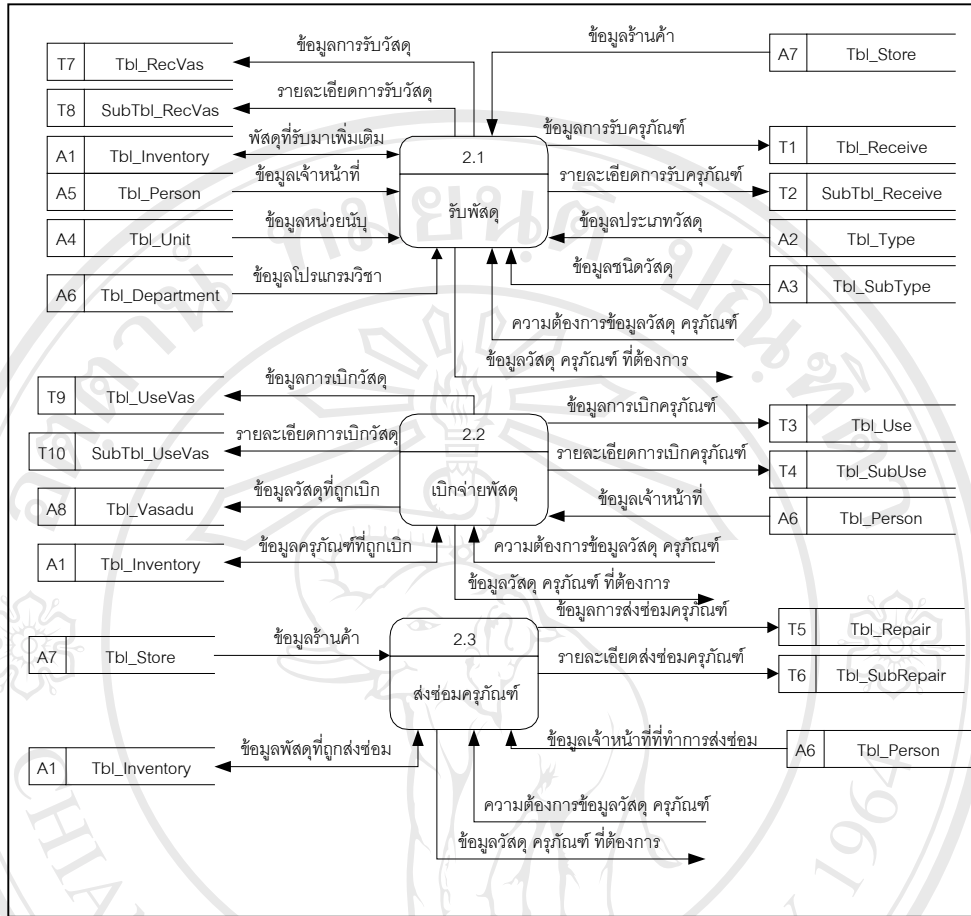 ข้อมูลการรับวัสดุ
ข้อมูลร้านค้า
T7 Tbl_RecVas
A7 Tbl_Store
รายละเอียดการรับวัสดุ
T8 SubTbl_RecVas
ข้อมูลการรับครุภัณฑ์
พัสดุที่รับมาเพิ่มเติม
A1 Tbl_Inventory
2.1
T1 Tbl_Receive
ข้อมูลเจ้าหน้าที่
A5 Tbl_Person
รายละเอียดการรับครุภัณฑ์
T2 SubTbl_Receive
รับพัสดุ
ข้อมูลหน่วยนับ
A4 Tbl_Unit
ข้อมูลประเภทวัสดุ
A2 Tbl_Type
ข้อมูลโปรแกรมวิชา
A6 Tbl_Department
ข้อมูลชนิดวัสดุ
A3 Tbl_SubType
ความต้องการข้อมูลวัสดุ ครุภัณฑ์
ข้อมูลวัสดุ ครุภัณฑ์ ที่ต้องการ
ข้อมูลการเบิกวัสดุ
T9 Tbl_UseVas
ข้อมูลการเบิกครุภัณฑ์
T3 Tbl_Use
รายละเอียดการเบิกวัสดุ
T10 SubTbl_UseVas
2.2
รายละเอียดการเบิกครุภัณฑ์
T4 Tbl_SubUse
เบิกจ่ายพัสดุ
ข้อมูลวัสดุที่ถูกเบิก
A8 Tbl_Vasadu
ข้อมูลเจ้าหน้าที่
A6 Tbl_Person
ข้อมูลครุภัณฑ์ที่ถูกเบิก
A1 Tbl_Inventory
ความต้องการข้อมูลวัสดุ ครุภัณฑ์
ข้อมูลวัสดุ ครุภัณฑ์ ที่ต้องการ
ข้อมูลการส่งซ่อมครุภัณฑ์
T5 Tbl_Repair
ข้อมูลร้านค้า
A7 Tbl_Store
2.3
รายละเอียดส่งซ่อมครุภัณฑ์
T6 Tbl_SubRepair
ส่งซ่อมครุภัณฑ์
ข้อมูลพัสดุที่ถูกส่งซ่อม
A1 Tbl_Inventory
ข้อมูลเจ้าหน้าที่ที่ทำการส่งซ่อม
A6 Tbl_Person
ความต้องการข้อมูลวัสดุ ครุภัณฑ์
ข้อมูลวัสดุ ครุภัณฑ์ ที่ต้องการ
1964